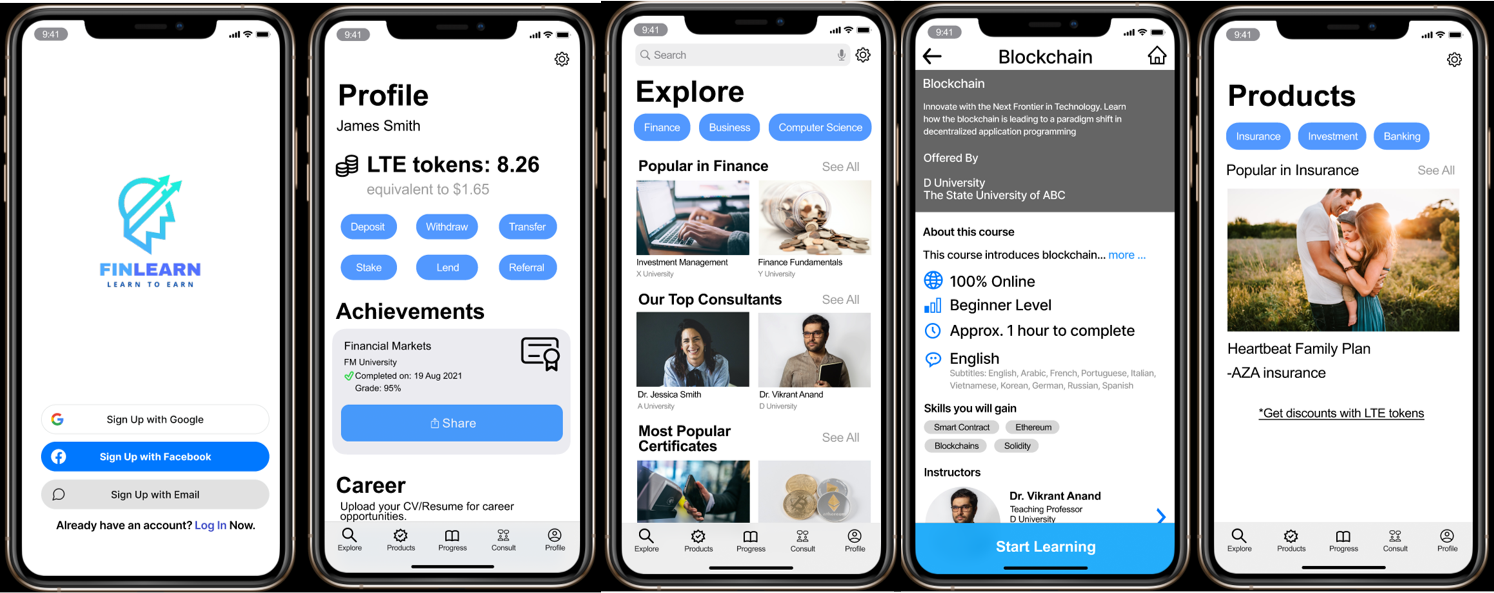 9:41
FINLEARN
LEARN TO EARN
Sign Up with Google
Sign Up with Facebook
Sign Up with Email
Already have an account? Log In Now.
9:41
Profile
James Smith
LTE tokens: 8.26
equivalent to $1.65
Deposit
Withdraw
Transfer
Stake
Lend
Referral
Achievements
Financial Markets
FM University
Completed on: 19 Aug 2021
Grade: 95%
Share
Career
Upload your CV/Resume for career
opportunities.
Explore
Products
Progress
Consult
Profile
9:41
Search
Explore
Finance
Business
Computer Science
Popular in Finance
See All
Investment Management
X University
Finance Fundamentals
Y University
Our Top Consultants
See All
Dr. Jessica Smith
A University
Dr. Vikrant Anand
D University
Most Popular
Certificates
See All
Explore
Products
Progress
Consult
Profile
9:41
Blockchain
Blockchain
Innovate with the Next Frontier in Technology. Learn
how the blockchain is leading to a paradigm shift in
decentralized application programming
Offered By
D University
The State University of ABC
About this course
This course introduces blockchain... more ...
100% Online
Beginner Level
Approx. 1 hour to complete
English
Subtitles: English, Arabic, French, Portuguese, Italian,
Vietnamese, Korean, German, Russian, Spanish
Skills you will gain
Smart Contract
Ethereum
Blockchains
Solidity
Instructors
Dr. Vikrant Anand
Teaching Professor
D University
Start Learning
9:41
Products
Insurance
Investment
Banking
Popular in Insurance
See All
Heartbeat Family Plan
-AZA insurance
*Get discounts with LTE tokens
Explore
Products
Progress
Consult
Profile